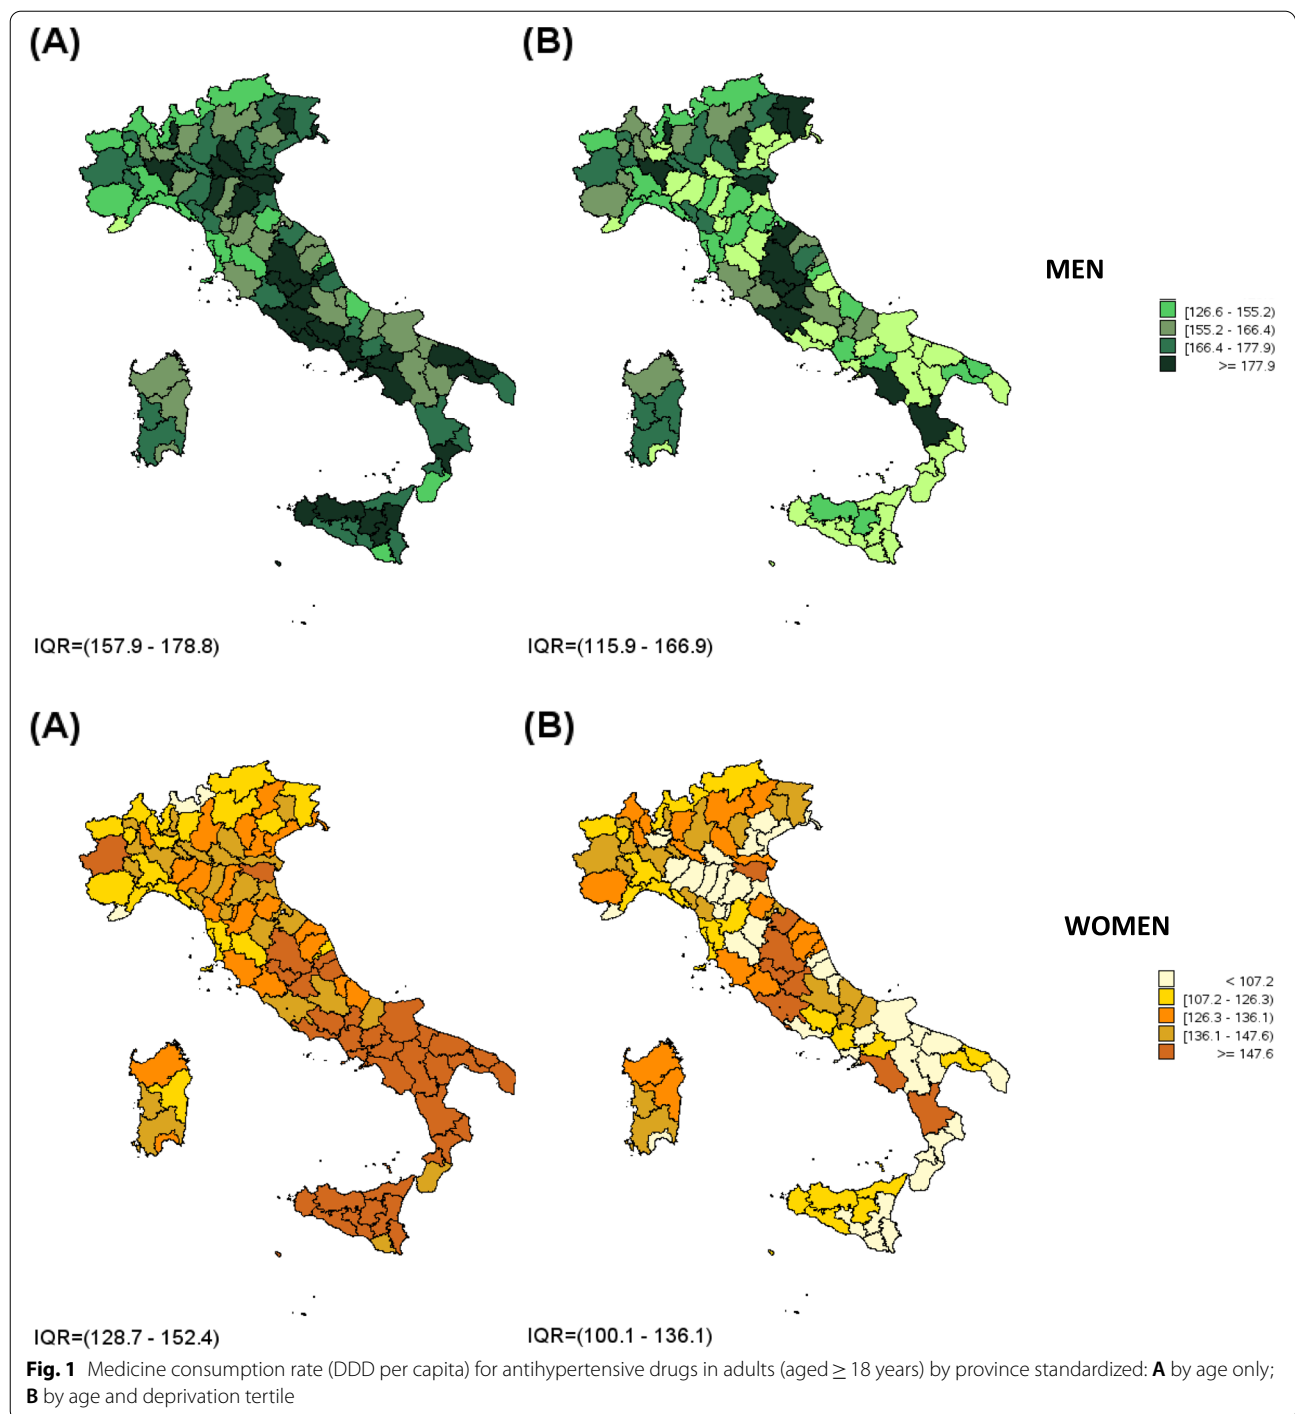 (A)
(B)
MEN
[126.6 - 155.2)
[155.2 - 166.4)
[166.4 - 177.9)
>= 177.9
IQR=(157.9 - 178.8)
IQR=(115.9 - 166.9)
(A)
(B)
WOMEN
< 107.2
[107.2 - 126.3)
[126.3 - 136.1)
[136.1 - 147.6)
>= 147.6
IQR=(128.7 - 152.4)
IQR=(100.1 - 136.1)
Fig. 1 Medicine consumption rate (DDD per capita) for antihypertensive drugs in adults (aged ≥ 18 years) by province standardized: A by age only;
B by age and deprivation tertile